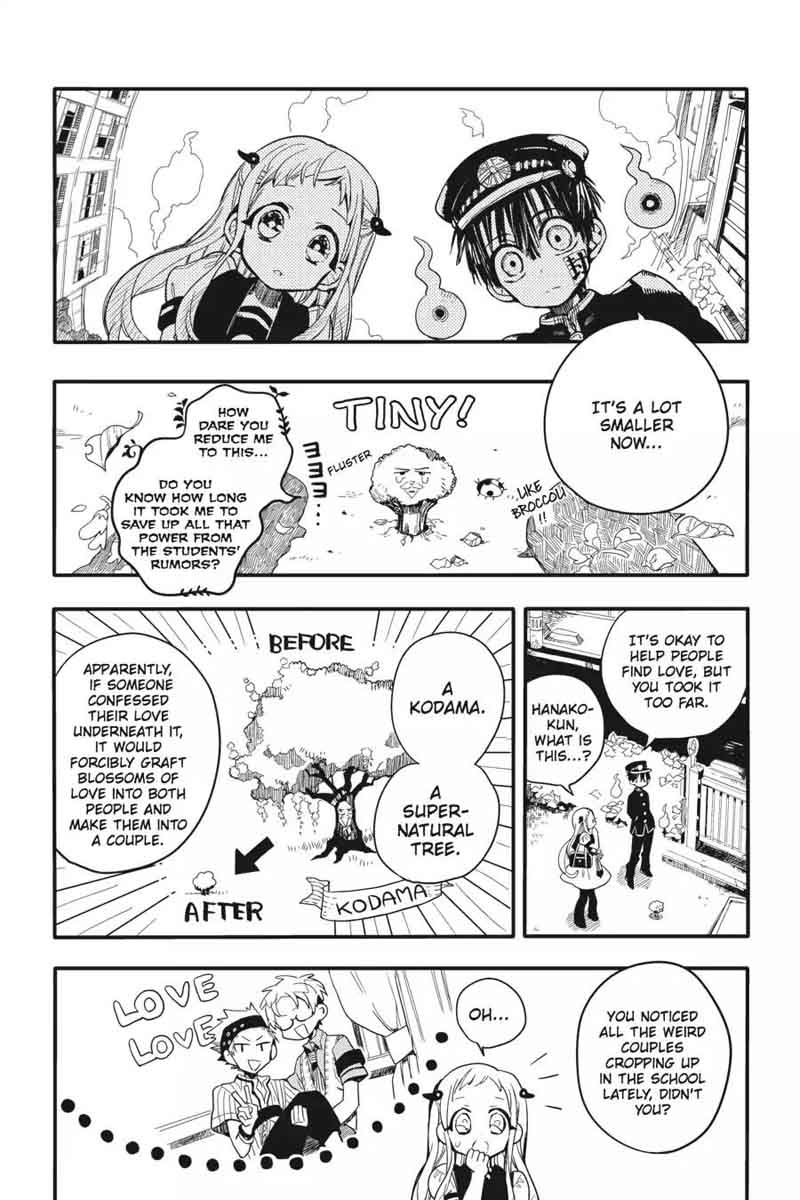 IT'S A LOT
SMALLER
NOW...
TINY!
HOW
DARE YOU
REDUCE ME
TO THIS...
DO YOU
KNOW HOW LONG
IT TOOK ME TO
SAVE UP ALL THAT
POWER FROM
THE STUDENTS'
RUMORS?
FLUSTER
LIKE
BROCCOLI
!!
IT'S OKAY TO
HELP PEOPLE
FIND LOVE, BUT
YOU TOOK IT
TOO FAR.
HANAKO-
KUN,
WHAT IS
THIS...?
BEFORE
A
KODAMA.
A
SUPER-
NATURAL
TREE.
APPARENTLY,
IF SOMEONE
CONFESSED
THEIR LOVE
UNDERNEATH IT,
IT WOULD
FORCIBLY GRAFT
BLOSSOMS OF
LOVE INTO BOTH
PEOPLE AND
MAKE THEM INTO
A COUPLE.
AFTER
KODAMA
YOU NOTICED
ALL THE WEIRD
COUPLES
CROPPING UP
IN THE SCHOOL
LATELY, DIDN'T
YOU?
OH...
LOVE
LOVE